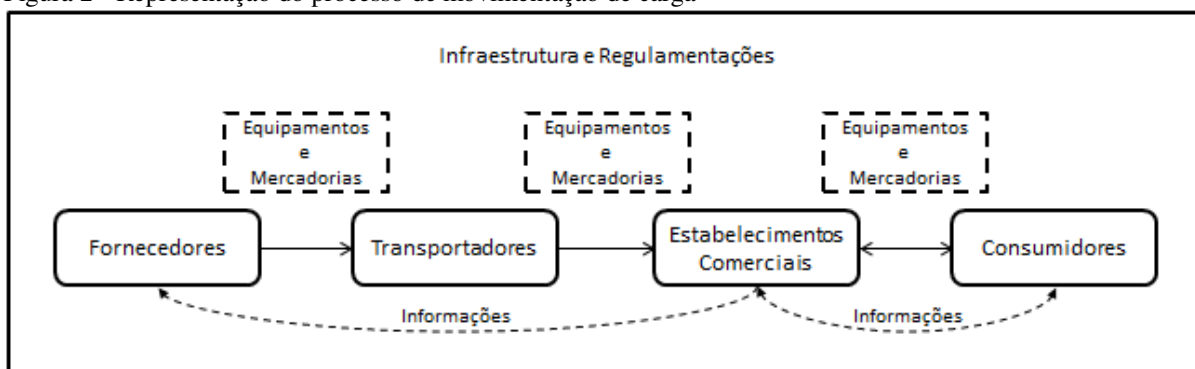 Figura 2 - Representação do processo de movimentação de carga
Infraestrutura e Regulamentações
Equipamentos
e
Mercadorias
Equipamentos
e
Mercadorias
Equipamentos
e
Mercadorias
Fornecedores
Transportadores
Estabelecimentos
Comerciais
Consumidores
Informações
Informações